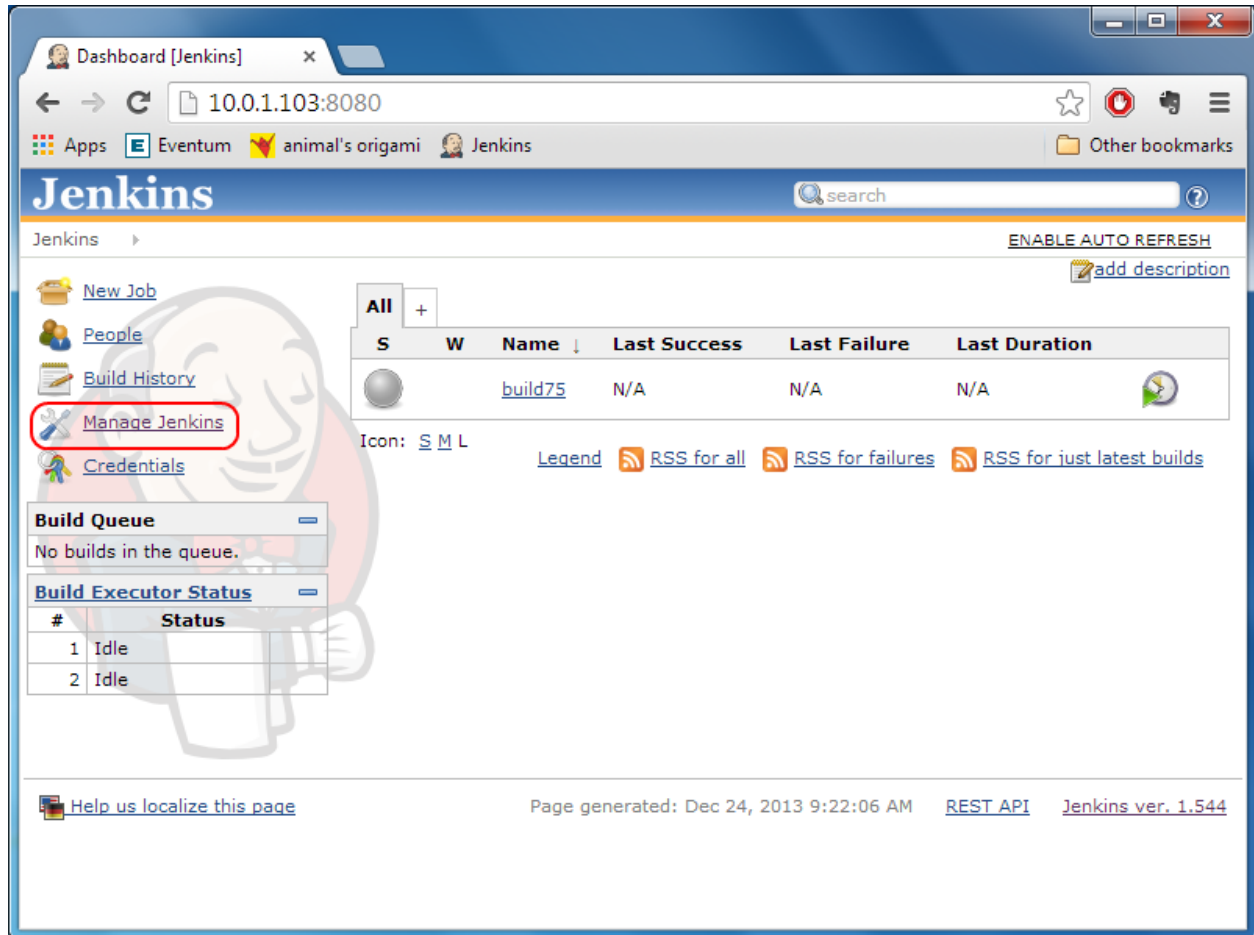 Dashboard [Jenkins]
10.0.1.103:8080
Apps Eventum animal's origami Jenkins Other bookmarks
Jenkins search
Jenkins ENABLE AUTO REFRESH
add description
New Job
People
Build History
Manage Jenkins
Credentials
All +
S W Name ↓ Last Success Last Failure Last Duration
build75 N/A N/A N/A
Icon: S M L
Legend RSS for all RSS for failures RSS for just latest builds
Build Queue
No builds in the queue.
Build Executor Status
# Status
1 Idle
2 Idle
Help us localize this page Page generated: Dec 24, 2013 9:22:06 AM REST API Jenkins ver. 1.544